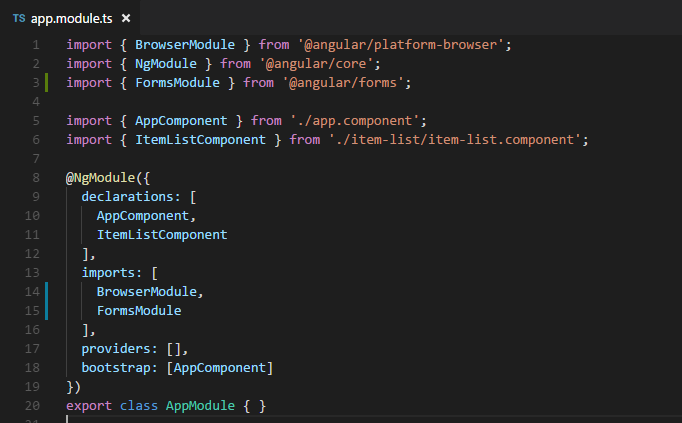 TS app.module.ts ×
1 import { BrowserModule } from '@angular/platform-browser';
2 import { NgModule } from '@angular/core';
3 import { FormsModule } from '@angular/forms';
4
5 import { AppComponent } from './app.component';
6 import { ItemListComponent } from './item-list/item-list.component';
7
8 @NgModule({
9   declarations: [
10     AppComponent,
11     ItemListComponent
12   ],
13   imports: [
14     BrowserModule,
15     FormsModule
16   ],
17   providers: [],
18   bootstrap: [AppComponent]
19 })
20 export class AppModule { }
21